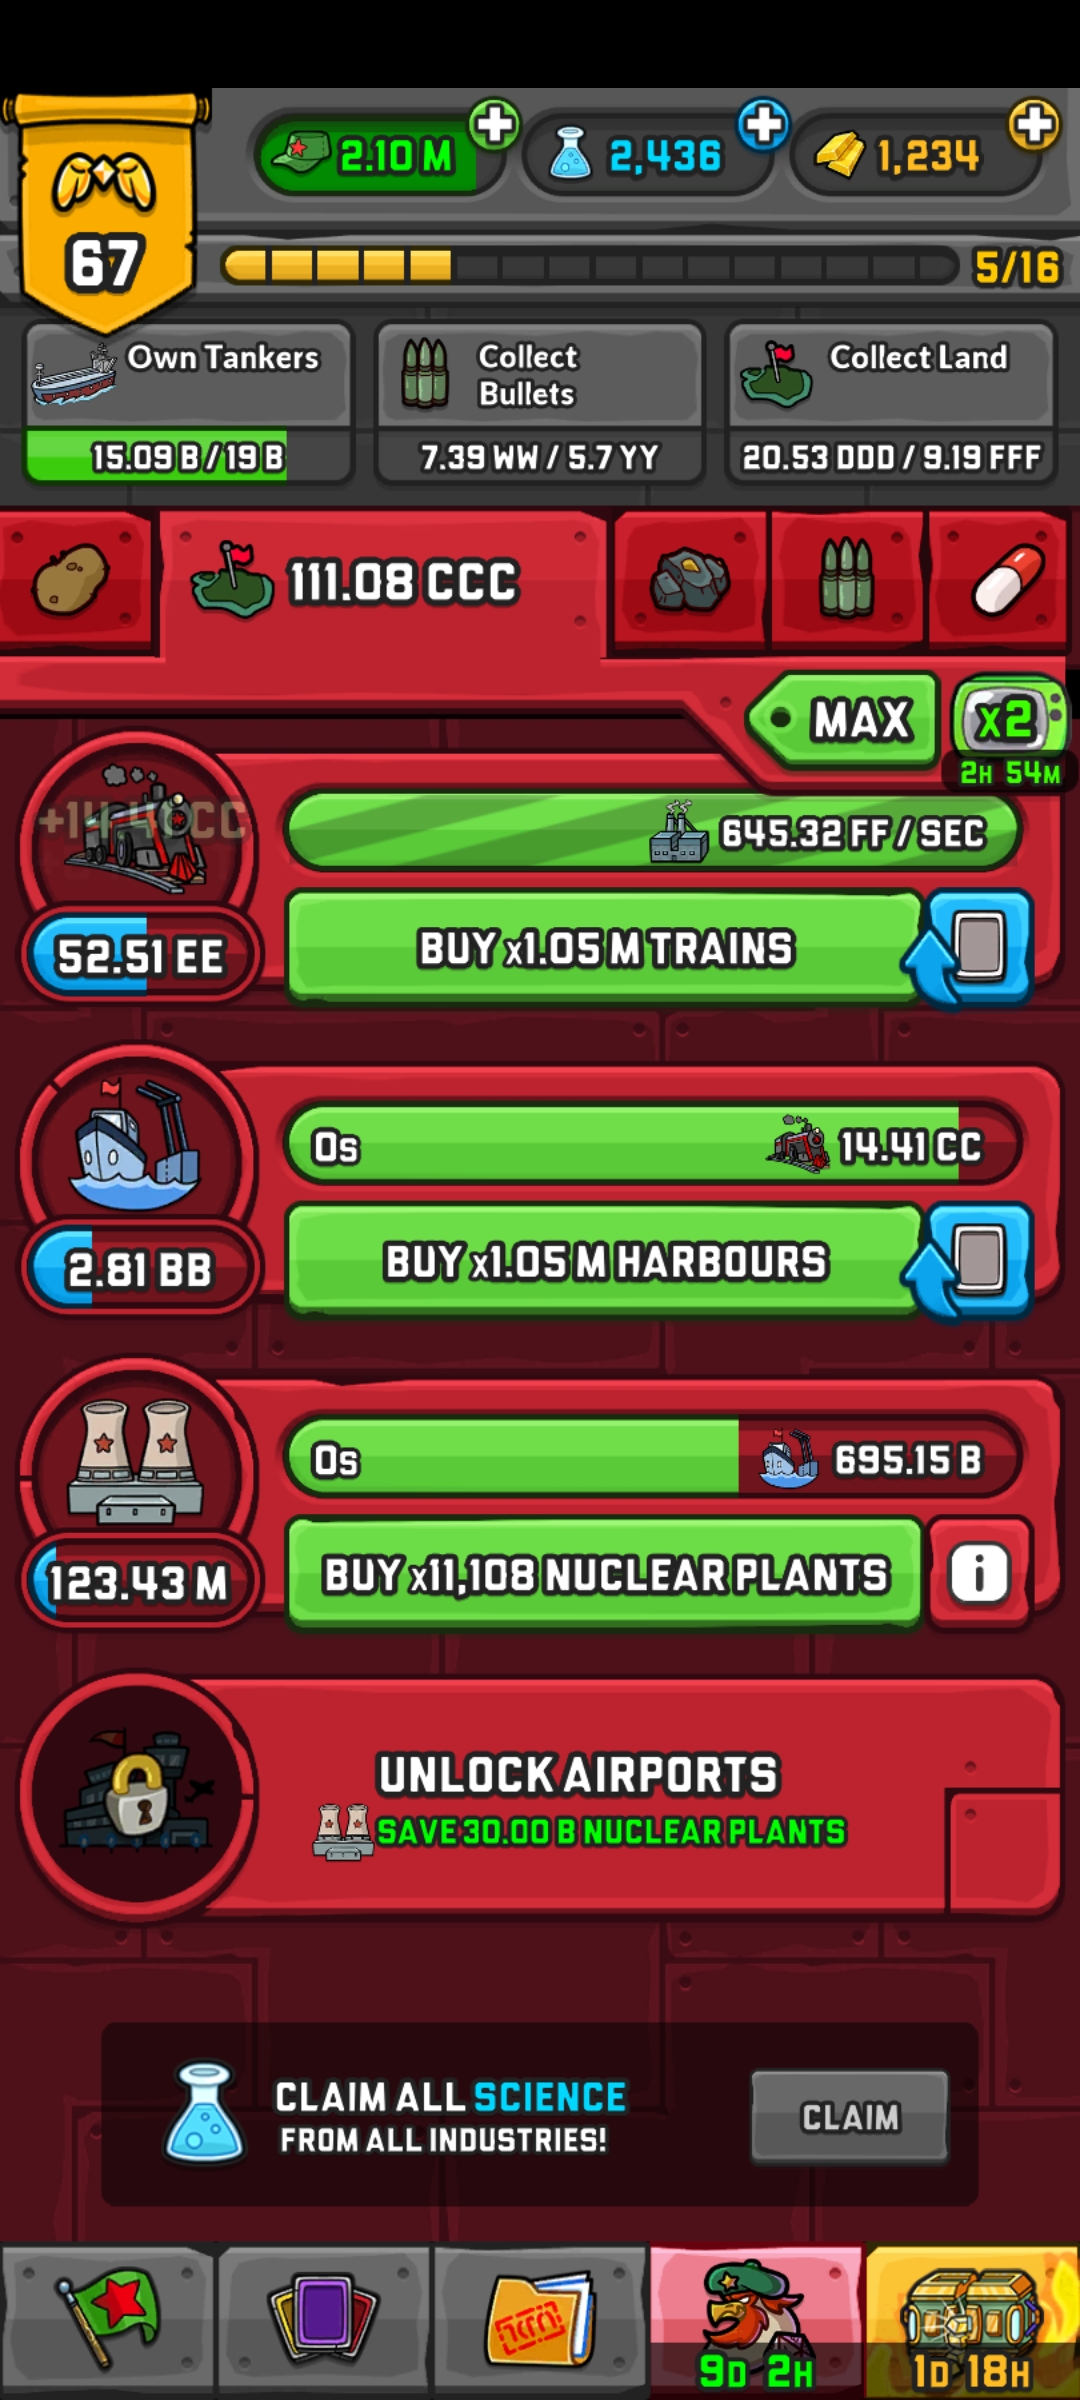 2.10 M
2,436
1,234
67
5/16
Own Tankers
15.09 B / 19 B
Collect
Bullets
7.39 WW / 5.7 YY
Collect Land
20.53 DDD / 9.19 FFF
111.08 CCC
MAX
x2
2H 54M
+14.41 CC
645.32 FF / SEC
52.51 EE
BUY x1.05 M TRAINS
0s
14.41 CC
2.81 BB
BUY x1.05 M HARBOURS
0s
695.15 B
123.43 M
BUY x11,108 NUCLEAR PLANTS
i
UNLOCK AIRPORTS
SAVE 30.00 B NUCLEAR PLANTS
CLAIM ALL SCIENCE
FROM ALL INDUSTRIES!
CLAIM
9D 2H
1D 18H